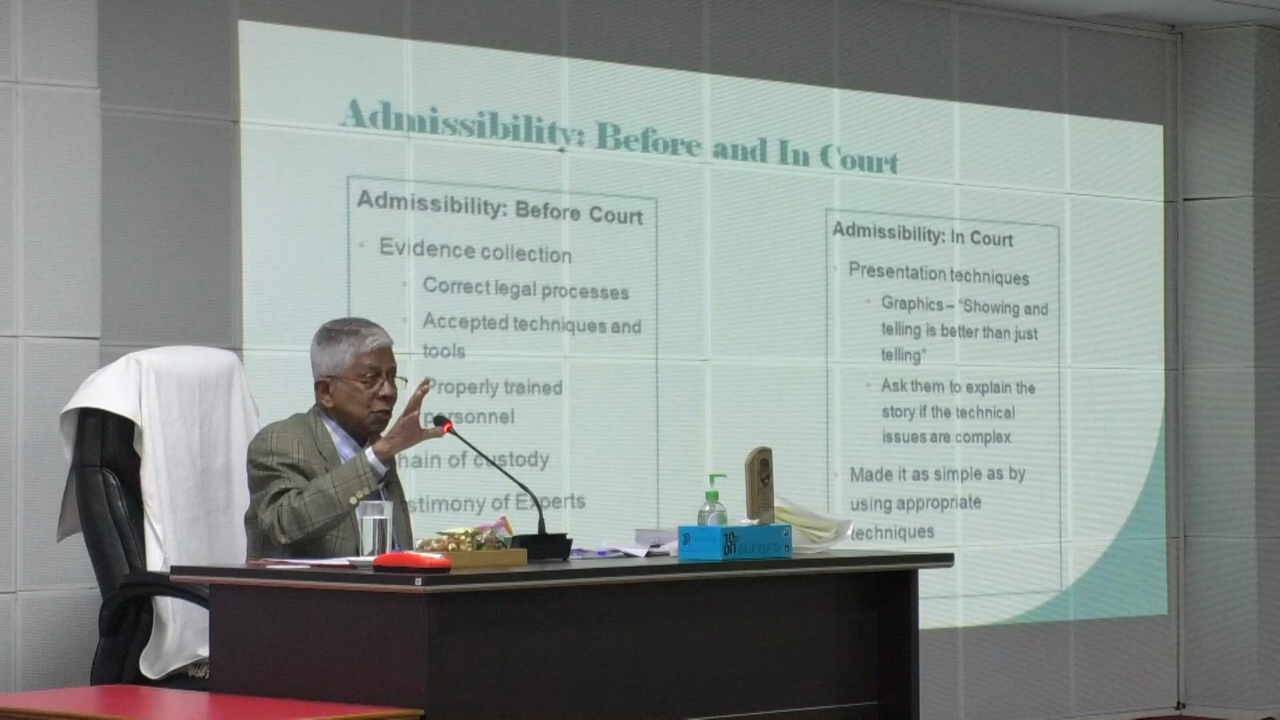 Admissibility: Before and In Court
Admissibility: Before Court
Evidence collection
Correct legal processes
Accepted techniques and
tools
Properly trained
personnel
hain of custody
stimony of Experts
Admissibility: In Court
Presentation techniques
Graphics – "Showing and
telling is better than just
telling"
Ask them to explain the
story if the technical
issues are complex
Made it as simple as by
using appropriate
techniques